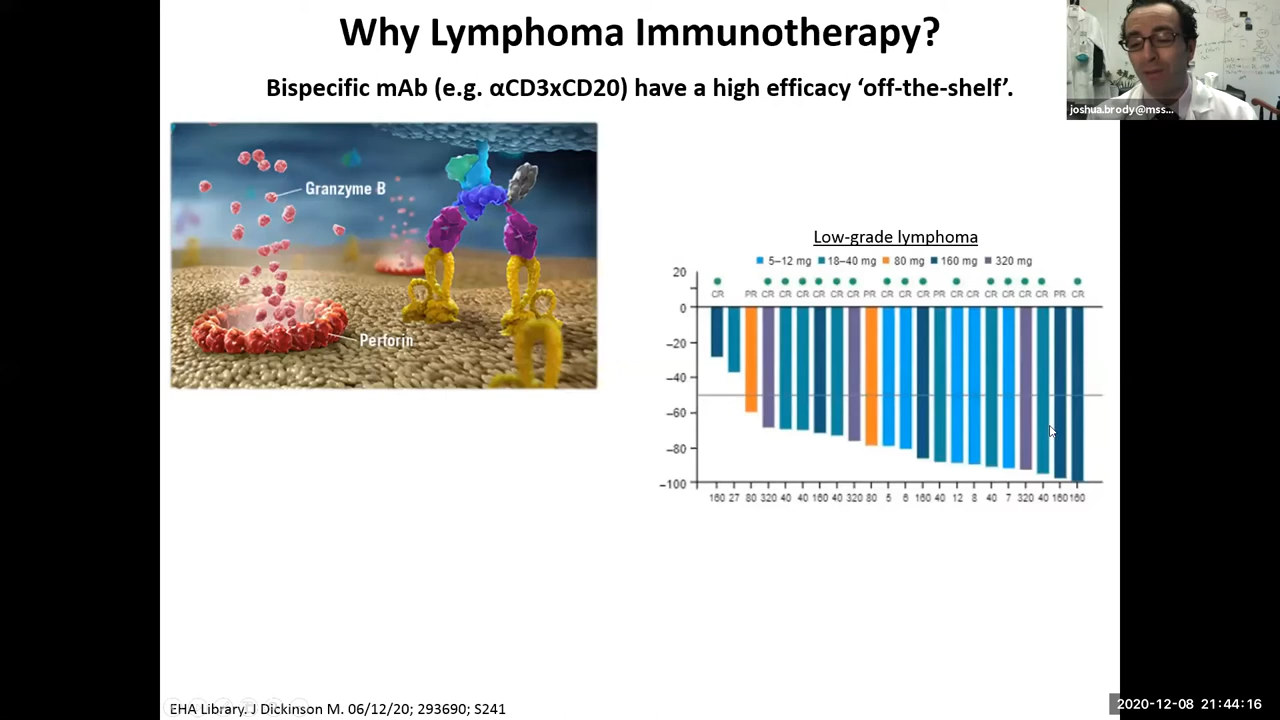 Why Lymphoma Immunotherapy?
Bispecific mAb (e.g. αCD3xCD20) have a high efficacy ‘off-the-shelf’.
joshua.brody@mss...
Granzyme B
Perforin
Low-grade lymphoma
5–12 mg 18–40 mg 80 mg 160 mg 320 mg
20
CR PR CR CR CR CR CR CR PR CR CR CR PR CR CR CR CR CR PR CR
0
−20
−40
−60
−80
−100
160 27 80 320 40 40 160 40 320 80 5 6 160 40 12 8 40 7 320 40 160 160
EHA Library. J Dickinson M. 06/12/20; 293690; S241
2020-12-08 21:44:16